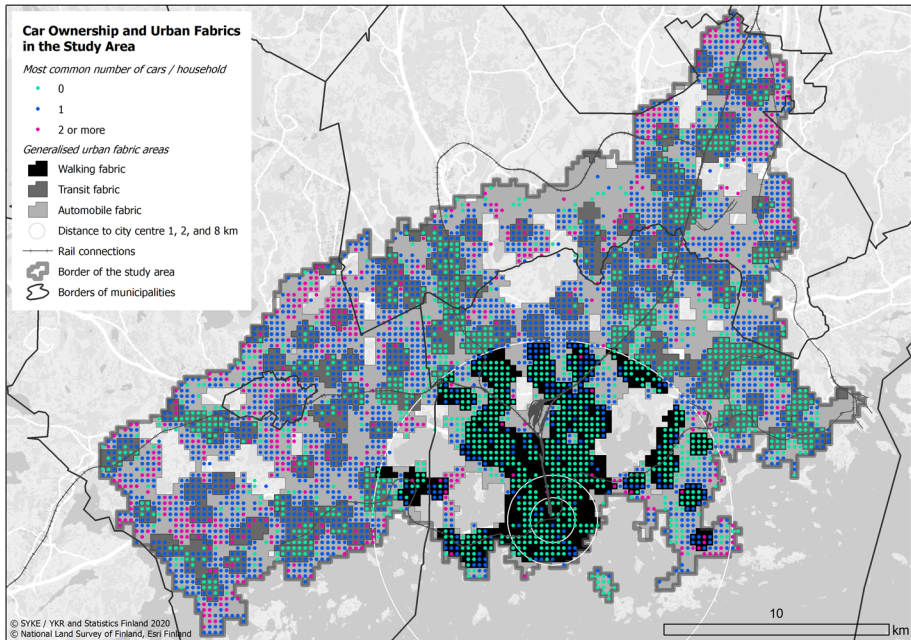 Car Ownership and Urban Fabrics
in the Study Area
Most common number of cars / household
0
1
2 or more
Generalised urban fabric areas
Walking fabric
Transit fabric
Automobile fabric
Distance to city centre 1, 2, and 8 km
Rail connections
Border of the study area
Borders of municipalities
10
km
© SYKE / YKR and Statistics Finland 2020
© National Land Survey of Finland, Esri Finland